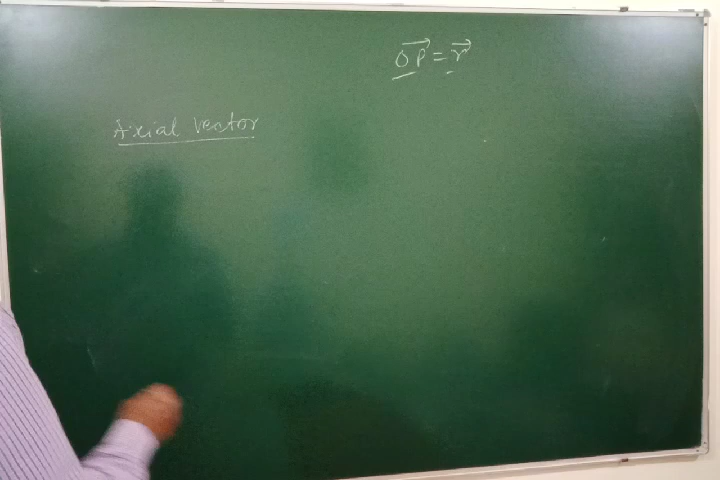 OP = r
Axial Vector